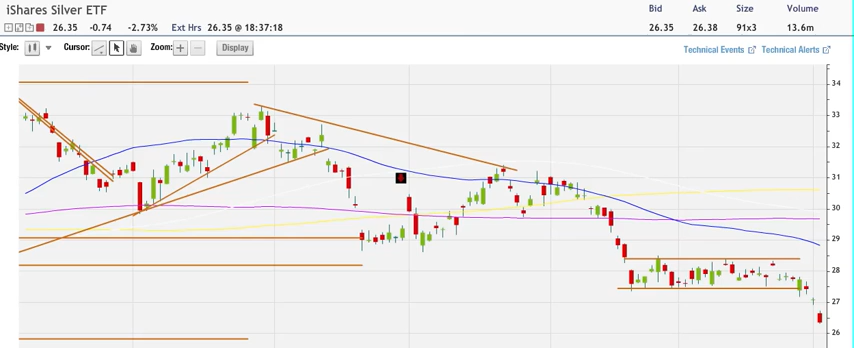 iShares Silver ETF
Bid Ask Size Volume
26.35 -0.74 -2.73% Ext Hrs 26.35 @ 18:37:18 26.35 26.38 91x3 13.6m
Style: Cursor: Zoom: + − Display Technical Events Technical Alerts
34
33
32
31
30
29
28
27
26